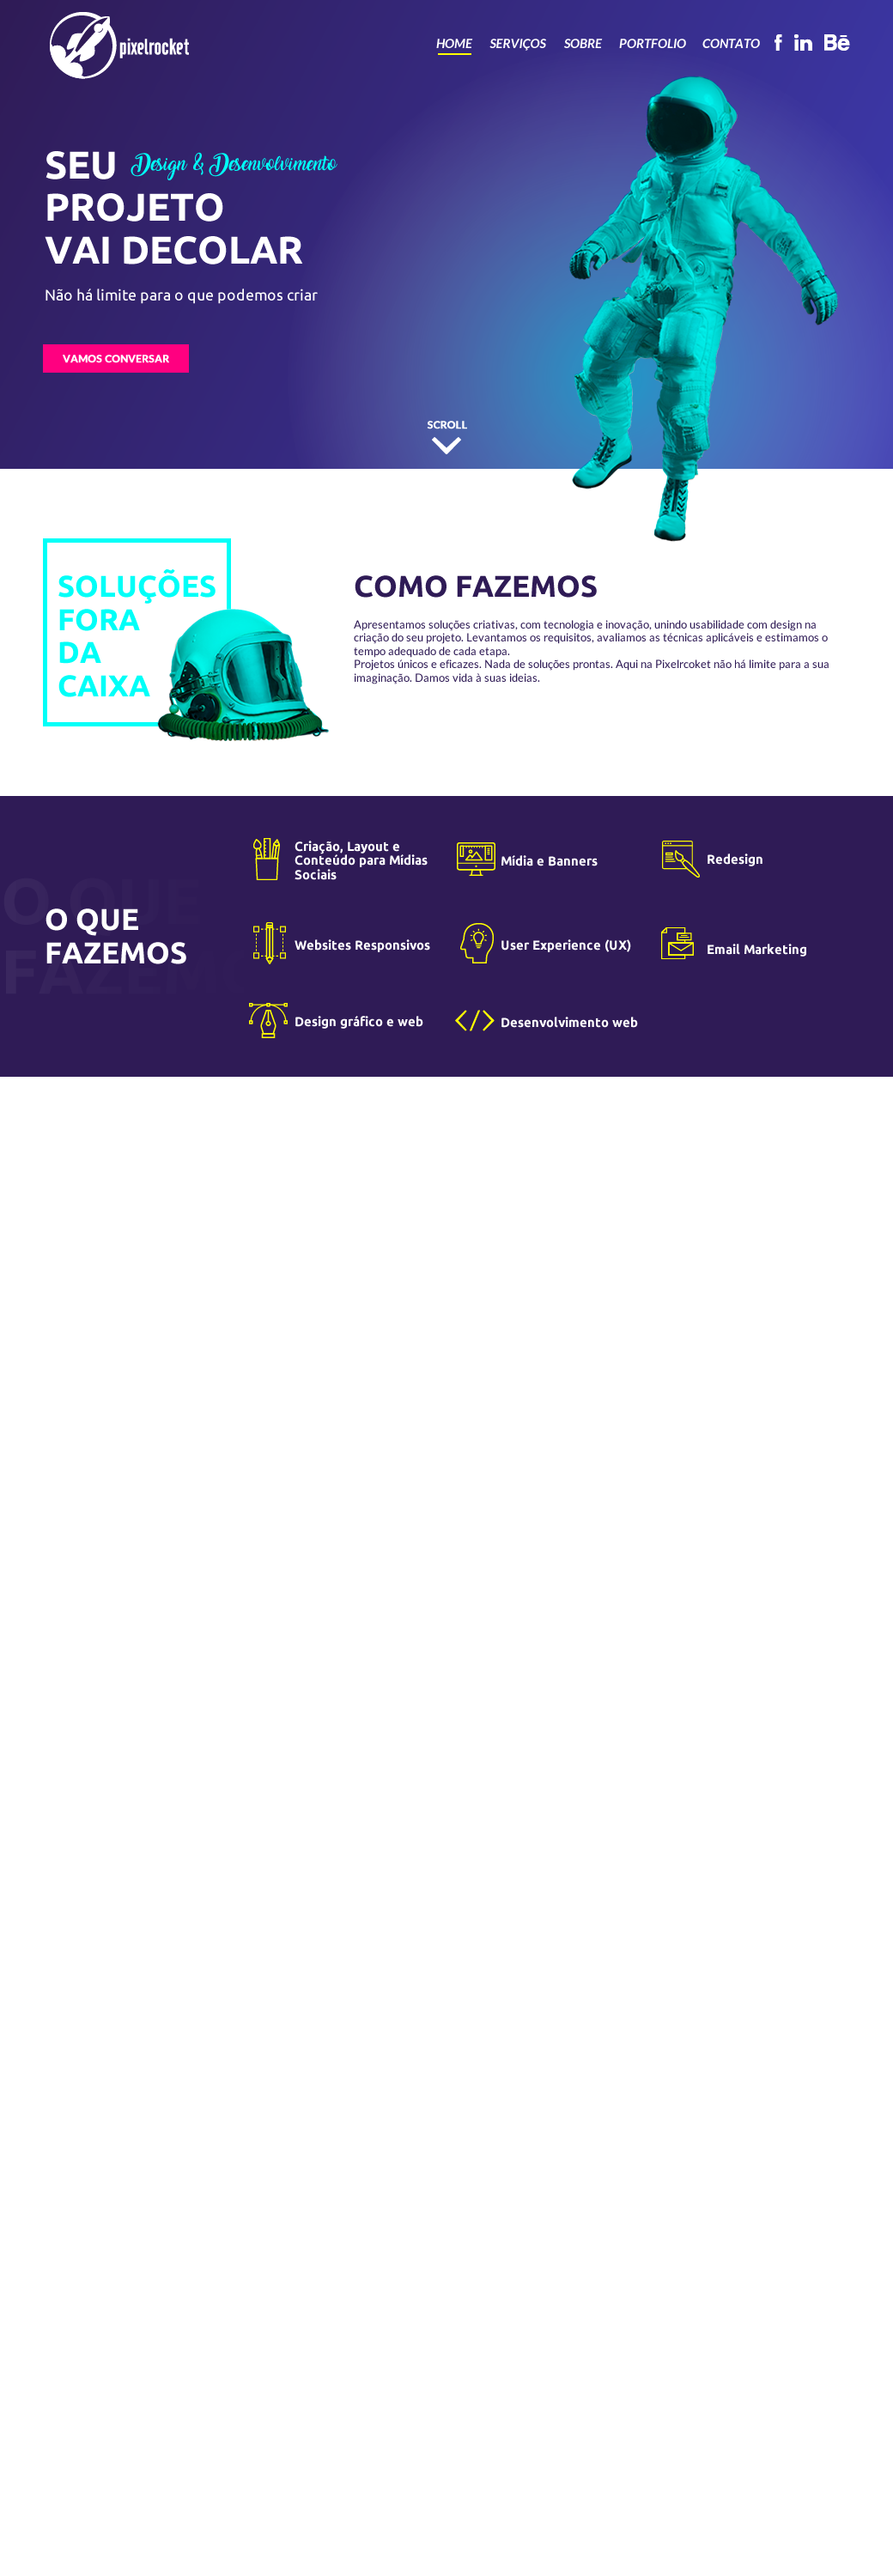 pixelrocket
HOME SERVIÇOS SOBRE PORTFOLIO CONTATO f in Bē
SEU Design & Desenvolvimento
PROJETO
VAI DECOLAR
Não há limite para o que podemos criar
VAMOS CONVERSAR
SCROLL
SOLUÇÕES
FORA
DA
CAIXA
COMO FAZEMOS
Apresentamos soluções criativas, com tecnologia e inovação, unindo usabilidade com design na
criação do seu projeto. Levantamos os requisitos, avaliamos as técnicas aplicáveis e estimamos o
tempo adequado de cada etapa.
Projetos únicos e eficazes. Nada de soluções prontas. Aqui na Pixelrcoket não há limite para a sua
imaginação. Damos vida à suas ideias.
O QUE
FAZEM
O QUE
FAZEMOS
Criação, Layout e
Conteúdo para Mídias
Sociais
Mídia e Banners
Redesign
Websites Responsivos
User Experience (UX)
Email Marketing
Design gráfico e web
Desenvolvimento web